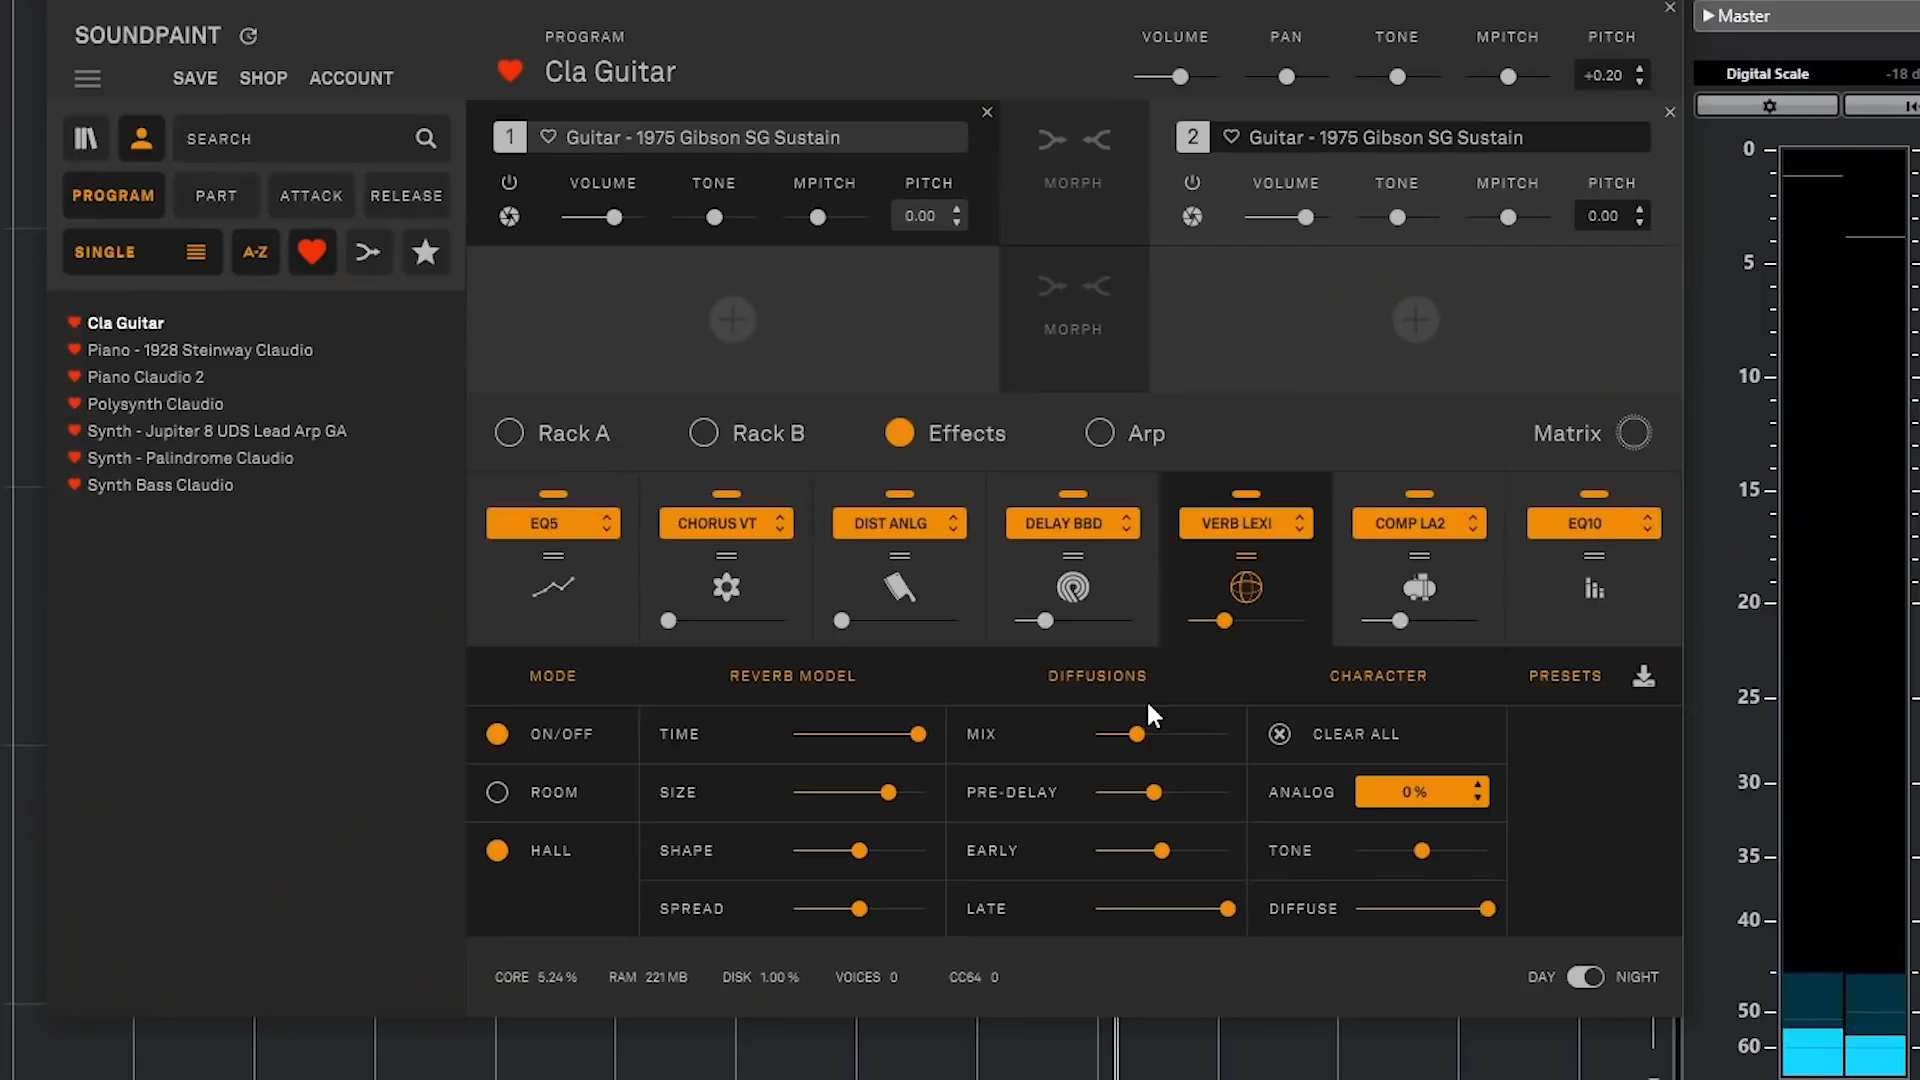 SOUNDPAINT
SAVE SHOP ACCOUNT
SEARCH
PROGRAM PART ATTACK RELEASE
SINGLE A-Z
Cla Guitar
Piano - 1928 Steinway Claudio
Piano Claudio 2
Polysynth Claudio
Synth - Jupiter 8 UDS Lead Arp GA
Synth - Palindrome Claudio
Synth Bass Claudio
PROGRAM
Cla Guitar
VOLUME PAN TONE MPITCH PITCH
+0.20
1 Guitar - 1975 Gibson SG Sustain
VOLUME TONE MPITCH PITCH
0.00
MORPH
2 Guitar - 1975 Gibson SG Sustain
VOLUME TONE MPITCH PITCH
0.00
MORPH
Rack A Rack B Effects Arp Matrix
EQ5 CHORUS VT DIST ANLG DELAY BBD VERB LEXI COMP LA2 EQ10
MODE REVERB MODEL DIFFUSIONS CHARACTER PRESETS
ON/OFF TIME MIX CLEAR ALL
ROOM SIZE PRE-DELAY ANALOG 0 %
HALL SHAPE EARLY TONE
SPREAD LATE DIFFUSE
CORE 5.24 % RAM 221 MB DISK 1.00 % VOICES 0 CC64 0
DAY NIGHT
Master
Digital Scale -18 d
0
5
10
15
20
25
30
35
40
50
60